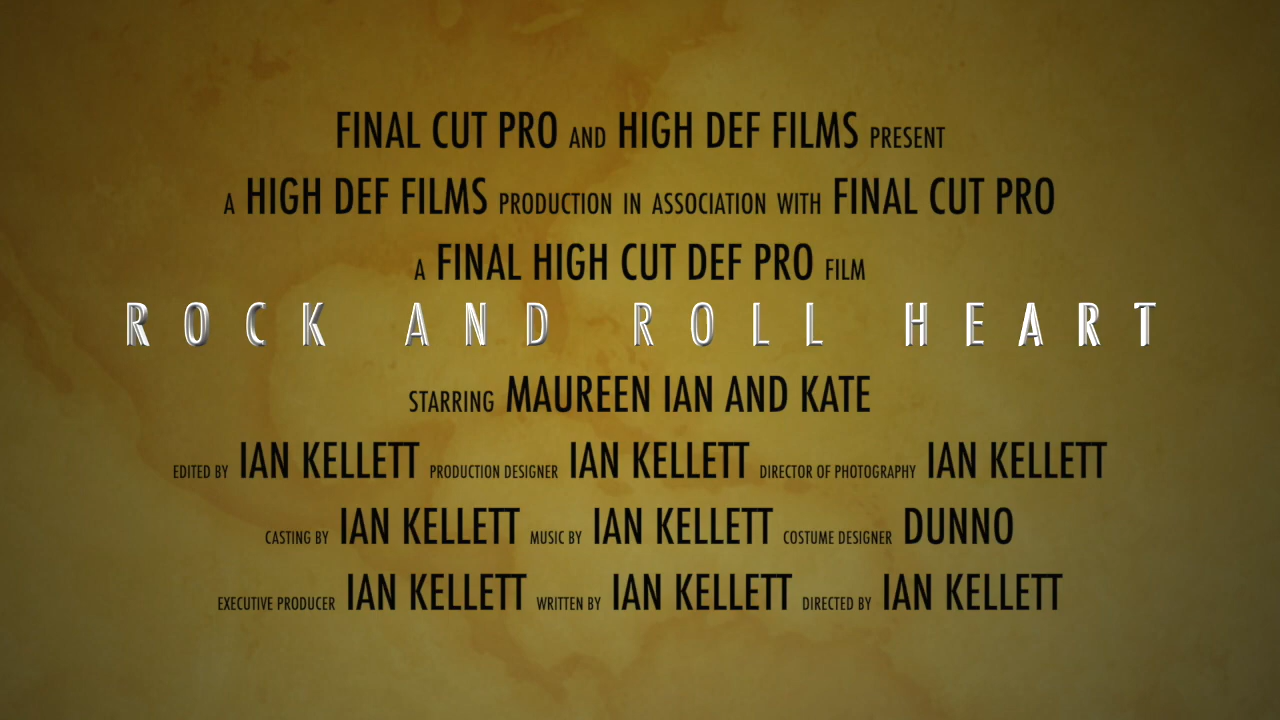 FINAL CUT PRO AND HIGH DEF FILMS PRESENT
A HIGH DEF FILMS PRODUCTION IN ASSOCIATION WITH FINAL CUT PRO
A FINAL HIGH CUT DEF PRO FILM
ROCK AND ROLL HEART
STARRING MAUREEN IAN AND KATE
EDITED BY IAN KELLETT PRODUCTION DESIGNER IAN KELLETT DIRECTOR OF PHOTOGRAPHY IAN KELLETT
CASTING BY IAN KELLETT MUSIC BY IAN KELLETT COSTUME DESIGNER DUNNO
EXECUTIVE PRODUCER IAN KELLETT WRITTEN BY IAN KELLETT DIRECTED BY IAN KELLETT